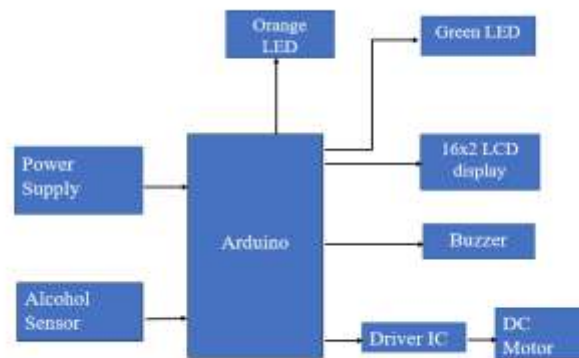 Orange
LED
Green LED
Power
Supply
16x2 LCD
display
Arduino
Buzzer
Alcohol
Sensor
Driver IC
DC
Motor